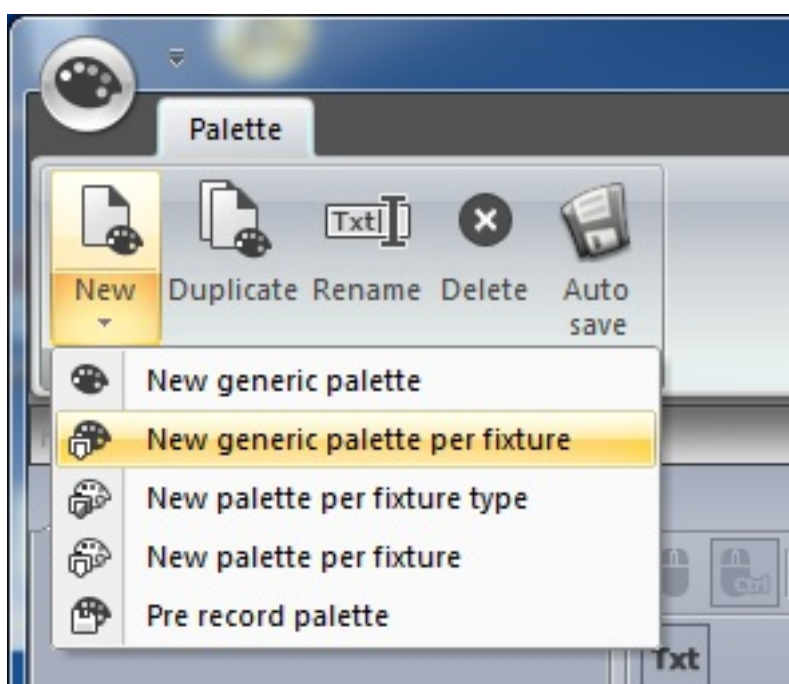 Palette
Txt
New Duplicate Rename Delete Auto save
New generic palette
New generic palette per fixture
New palette per fixture type
New palette per fixture
Pre record palette
Ctrl
Txt